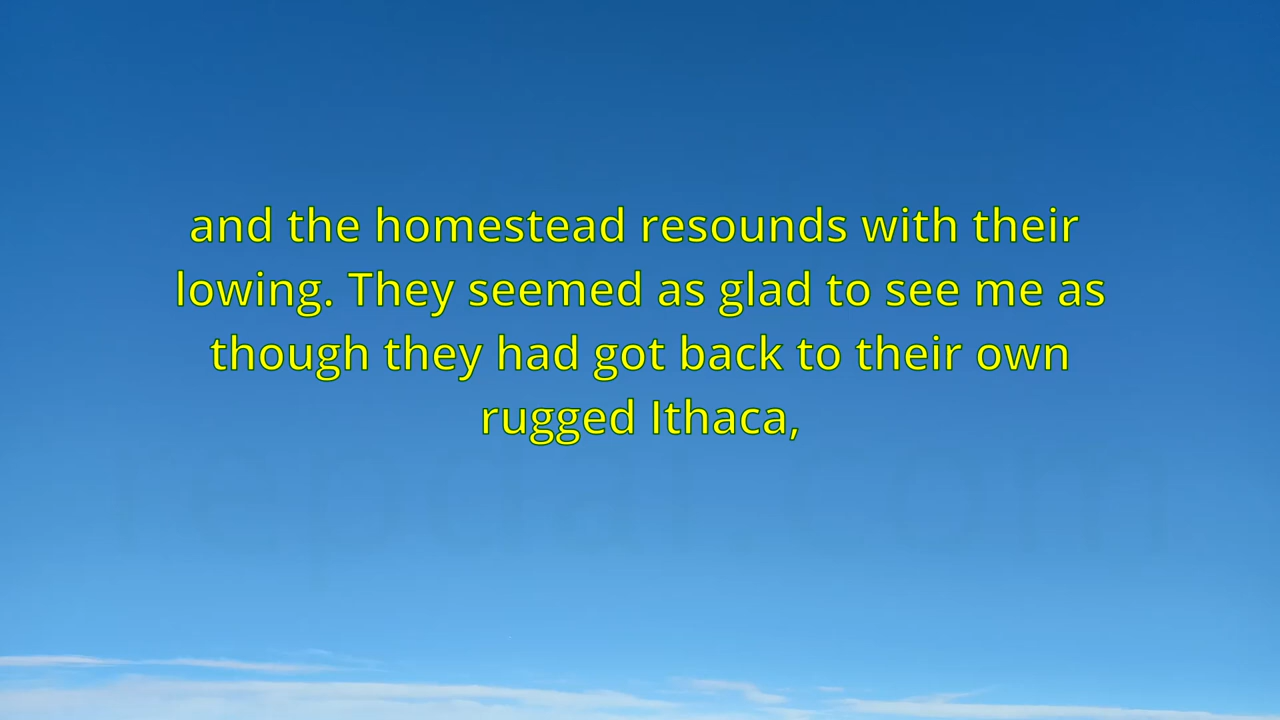 and the homestead resounds with their
lowing. They seemed as glad to see me as
though they had got back to their own
rugged Ithaca,